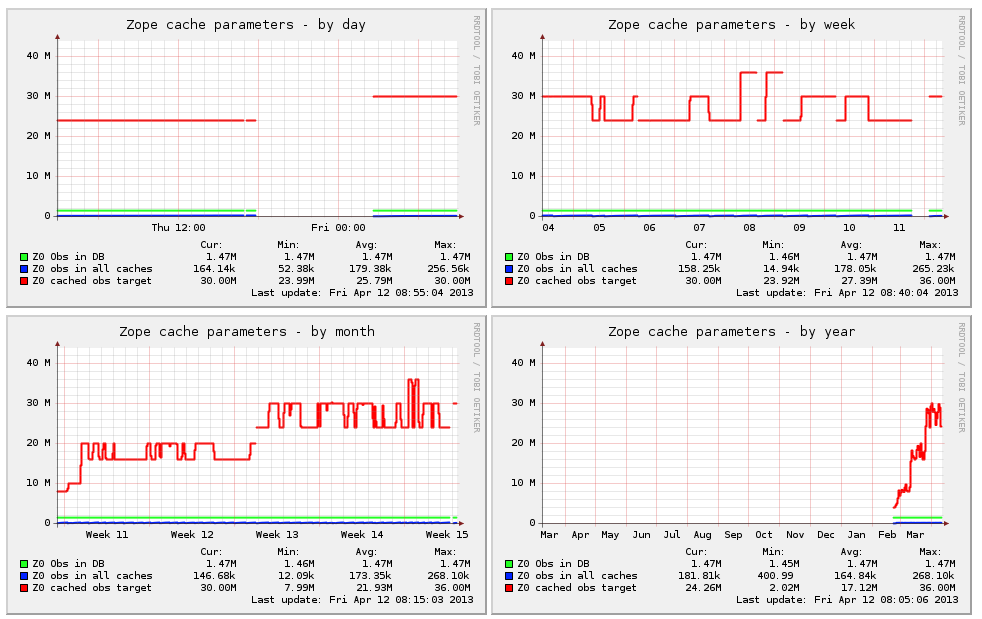 Zope cache parameters - by day
RRDTOOL / TOBI OETIKER
40 M
30 M
20 M
10 M
0
Thu 12:00 Fri 00:00
Cur: Min: Avg: Max:
ZO Obs in DB 1.47M 1.47M 1.47M 1.47M
ZO obs in all caches 164.14k 52.38k 179.38k 256.56k
ZO cached obs target 30.00M 23.99M 25.79M 30.00M
Last update: Fri Apr 12 08:55:04 2013
Zope cache parameters - by week
RRDTOOL / TOBI OETIKER
40 M
30 M
20 M
10 M
0
04 05 06 07 08 09 10 11
Cur: Min: Avg: Max:
ZO Obs in DB 1.47M 1.46M 1.47M 1.47M
ZO obs in all caches 158.25k 14.94k 178.05k 265.23k
ZO cached obs target 30.00M 23.92M 27.39M 36.00M
Last update: Fri Apr 12 08:40:04 2013
Zope cache parameters - by month
RRDTOOL / TOBI OETIKER
40 M
30 M
20 M
10 M
0
Week 11 Week 12 Week 13 Week 14 Week 15
Cur: Min: Avg: Max:
ZO Obs in DB 1.47M 1.46M 1.47M 1.47M
ZO obs in all caches 146.68k 12.09k 173.35k 268.10k
ZO cached obs target 30.00M 7.99M 21.93M 36.00M
Last update: Fri Apr 12 08:15:03 2013
Zope cache parameters - by year
RRDTOOL / TOBI OETIKER
40 M
30 M
20 M
10 M
0
Mar Apr May Jun Jul Aug Sep Oct Nov Dec Jan Feb Mar
Cur: Min: Avg: Max:
ZO Obs in DB 1.47M 1.45M 1.47M 1.47M
ZO obs in all caches 181.81k 400.99 164.84k 268.10k
ZO cached obs target 24.26M 2.02M 17.12M 36.00M
Last update: Fri Apr 12 08:05:06 2013